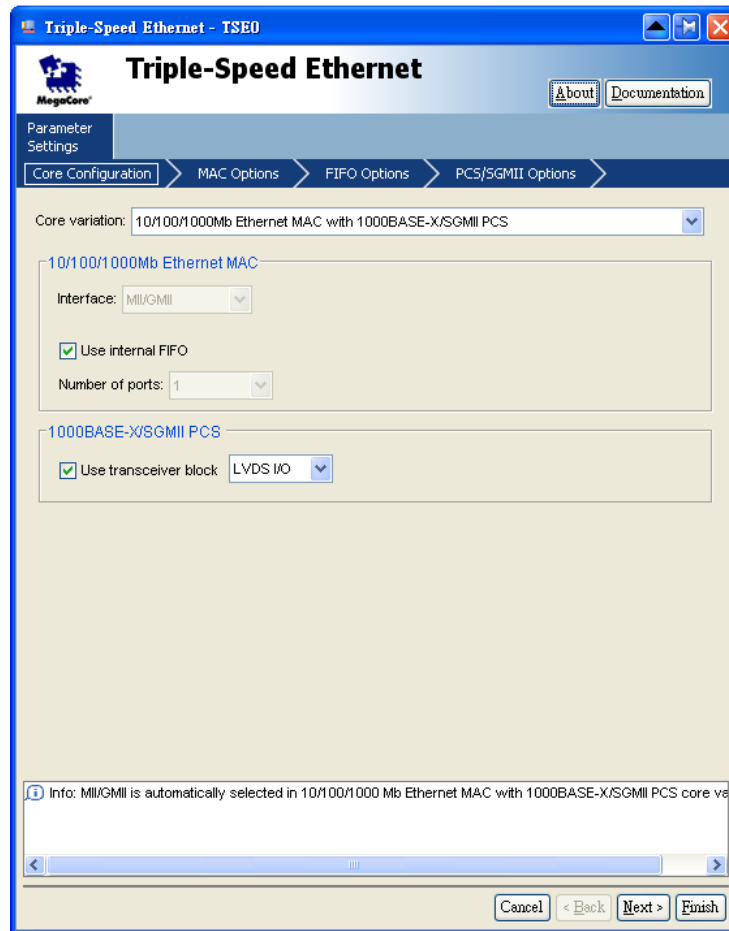 Triple-Speed Ethernet - TSE0
Triple-Speed Ethernet
MegaCore®
About
Documentation
Parameter
Settings
Core Configuration
MAC Options
FIFO Options
PCS/SGMII Options
Core variation: 10/100/1000Mb Ethernet MAC with 1000BASE-X/SGMII PCS
10/100/1000Mb Ethernet MAC
Interface: MII/GMII
Use internal FIFO
Number of ports: 1
1000BASE-X/SGMII PCS
Use transceiver block LVDS I/O
Info: MII/GMII is automatically selected in 10/100/1000 Mb Ethernet MAC with 1000BASE-X/SGMII PCS core va
Cancel
< Back
Next >
Finish